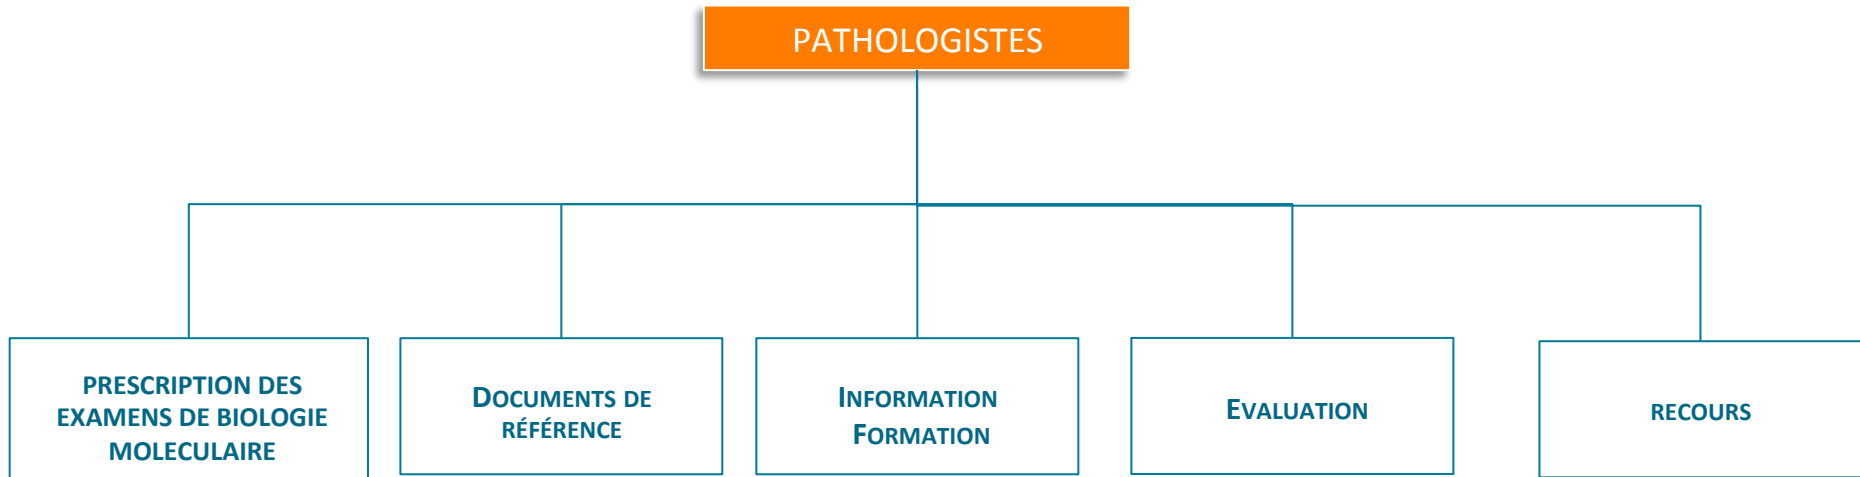 PATHOLOGISTES
PRESCRIPTION DES
EXAMENS DE BIOLOGIE
MOLECULAIRE
DOCUMENTS DE
RÉFÉRENCE
INFORMATION
FORMATION
EVALUATION
RECOURS